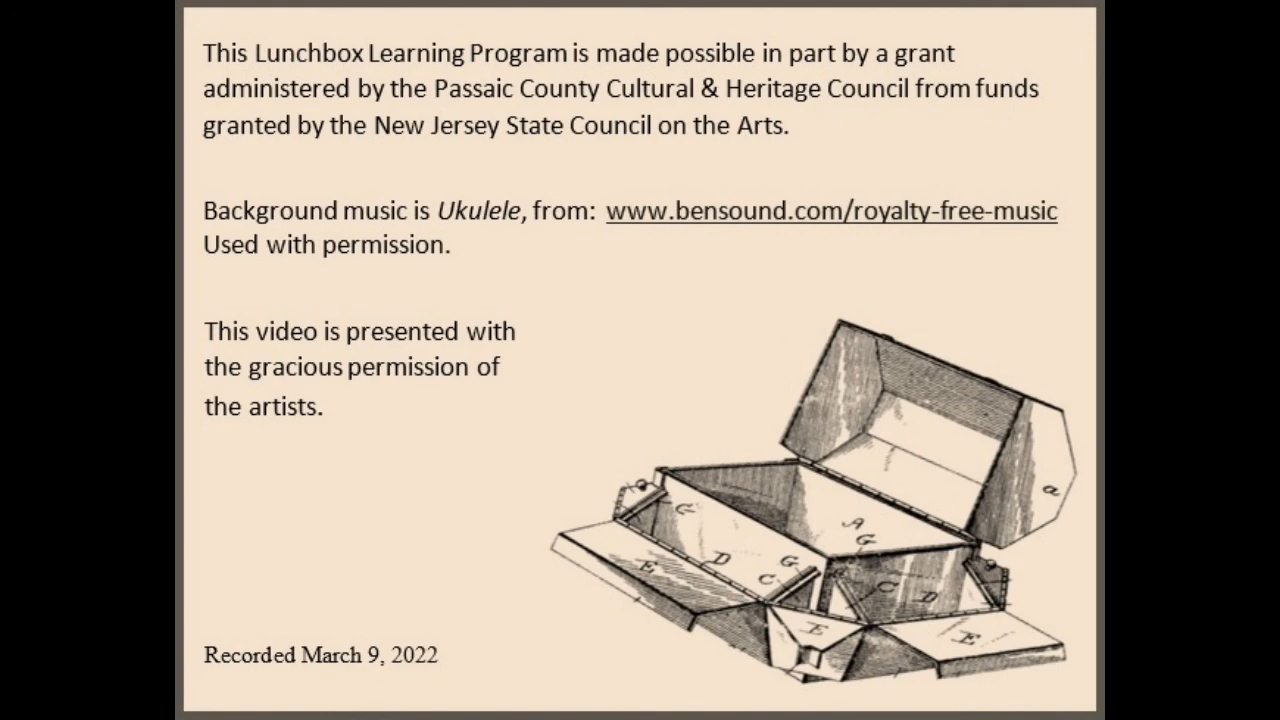 This Lunchbox Learning Program is made possible in part by a grant
administered by the Passaic County Cultural & Heritage Council from funds
granted by the New Jersey State Council on the Arts.
Background music is Ukulele, from: www.bensound.com/royalty-free-music
Used with permission.
This video is presented with
the gracious permission of
the artists.
a
A
G
C
D
G
E
C
C
D
E
E
Recorded March 9, 2022